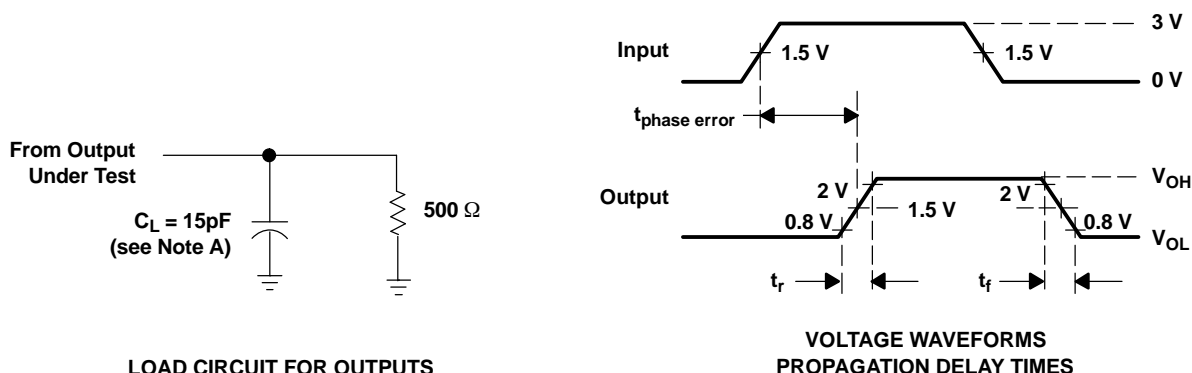 From Output
Under Test
C_L = 15pF
(see Note A)
500 Ω
LOAD CIRCUIT FOR OUTPUTS
Input
1.5 V
1.5 V
3 V
0 V
t_phase error
Output
2 V
0.8 V
1.5 V
2 V
0.8 V
V_OH
V_OL
t_r
t_f
VOLTAGE WAVEFORMS
PROPAGATION DELAY TIMES